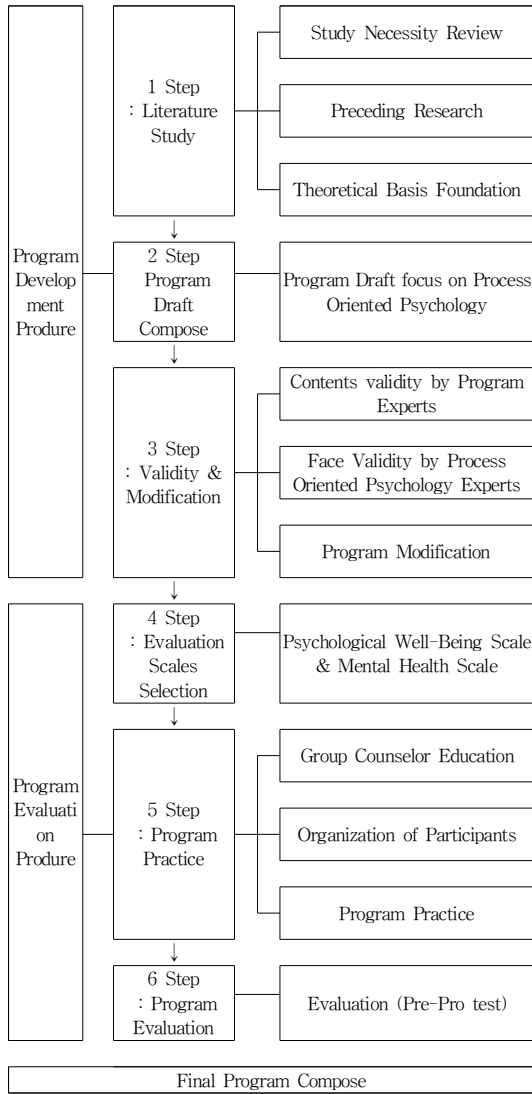 Program
Develop
ment
Produre
1 Step
: Literature
Study
Study Necessity Review
Preceding Research
Theoretical Basis Foundation
↓
2 Step
Program
Draft
Compose
Program Draft focus on Process
Oriented Psychology
↓
3 Step
: Validity &
Modification
Contents validity by Program
Experts
Face Validity by Process
Oriented Psychology Experts
Program Modification
↓
Program
Evaluati
on
Produre
4 Step
: Evaluation
Scales
Selection
Psychological Well-Being Scale
& Mental Health Scale
↓
5 Step
: Program
Practice
Group Counselor Education
Organization of Participants
Program Practice
↓
6 Step
: Program
Evaluation
Evaluation (Pre-Pro test)
Final Program Compose